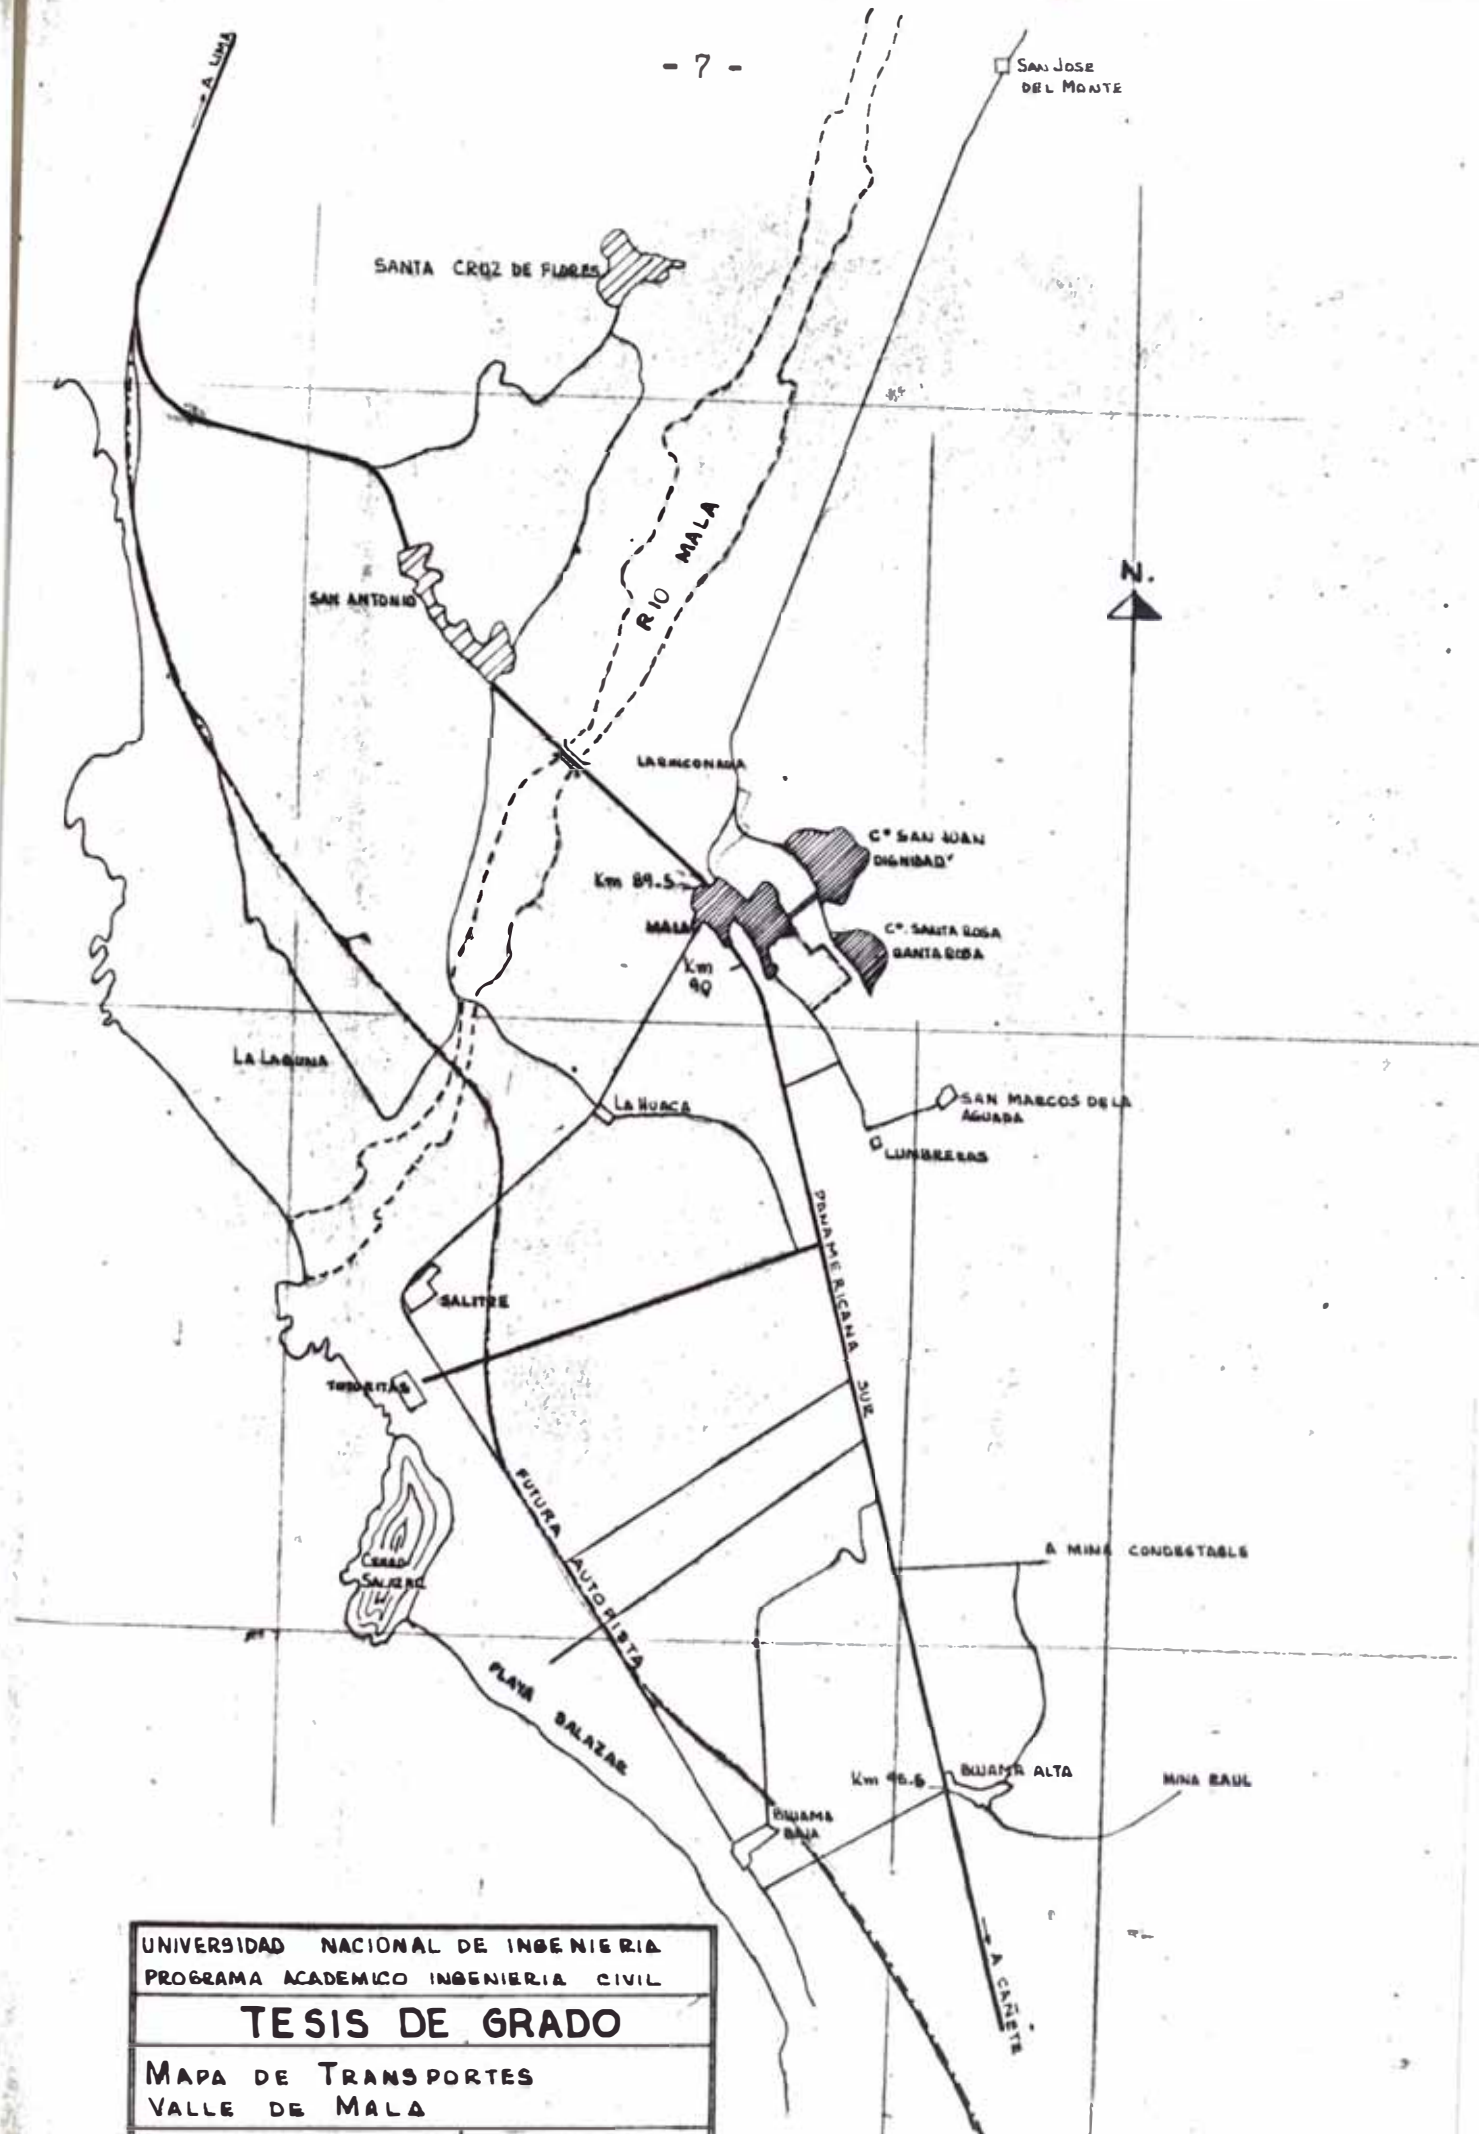 - 7 -
→ A LIMA
SAN JOSE
DEL MONTE
SANTA CRUZ DE FLORES
RIO MALA
SAN ANTONIO
N.
LA RINCONADA
C° SAN JUAN
DIGNIDAD
Km 89.5
MALA
C°. SANTA ROSA
SANTA ROSA
Km
90
LA LAGUNA
LA HUACA
SAN MARCOS DE LA
AGUADA
LUMBRERAS
PANAMERICANA SUR
SALITRE
TOTORITAS
FUTURA AUTOPISTA
CERRO
SALAZAR
A MINA CONDESTABLE
PLAYA SALAZAR
BUJAMA ALTA
Km 95.5
MINA RAUL
BUJAMA
BAJA
→ A CAÑETE
UNIVERSIDAD NACIONAL DE INGENIERIA
PROGRAMA ACADEMICO INGENIERIA CIVIL
TESIS DE GRADO
MAPA DE TRANSPORTES
VALLE DE MALA